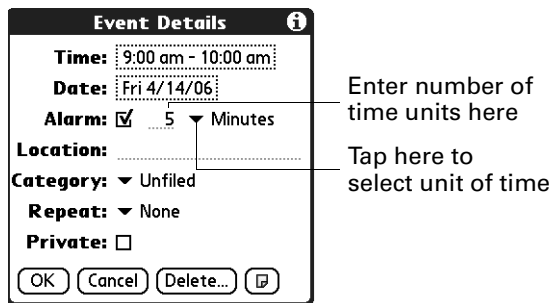 Event Details
Time: 9:00 am - 10:00 am
Date: Fri 4/14/06
Alarm: 5 Minutes
Location:
Category: Unfiled
Repeat: None
Private:
OK Cancel Delete...
Enter number of
time units here
Tap here to
select unit of time